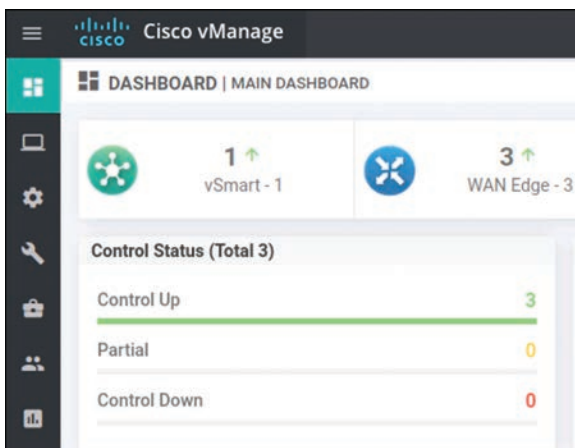 CISCO Cisco vManage
DASHBOARD | MAIN DASHBOARD
1
vSmart - 1
3
WAN Edge - 3
Control Status (Total 3)
Control Up 3
Partial 0
Control Down 0